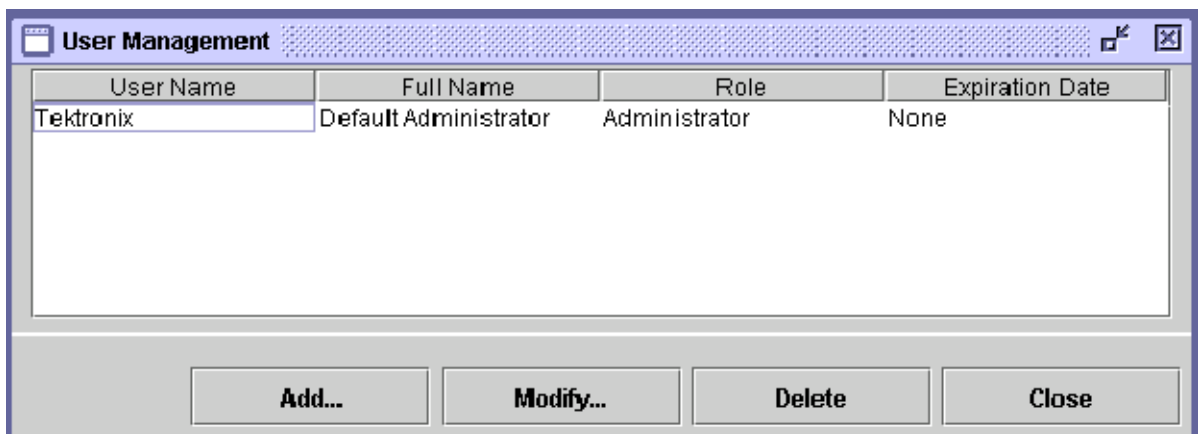 User Management
User Name Full Name Role Expiration Date
Tektronix Default Administrator Administrator None
Add... Modify... Delete Close